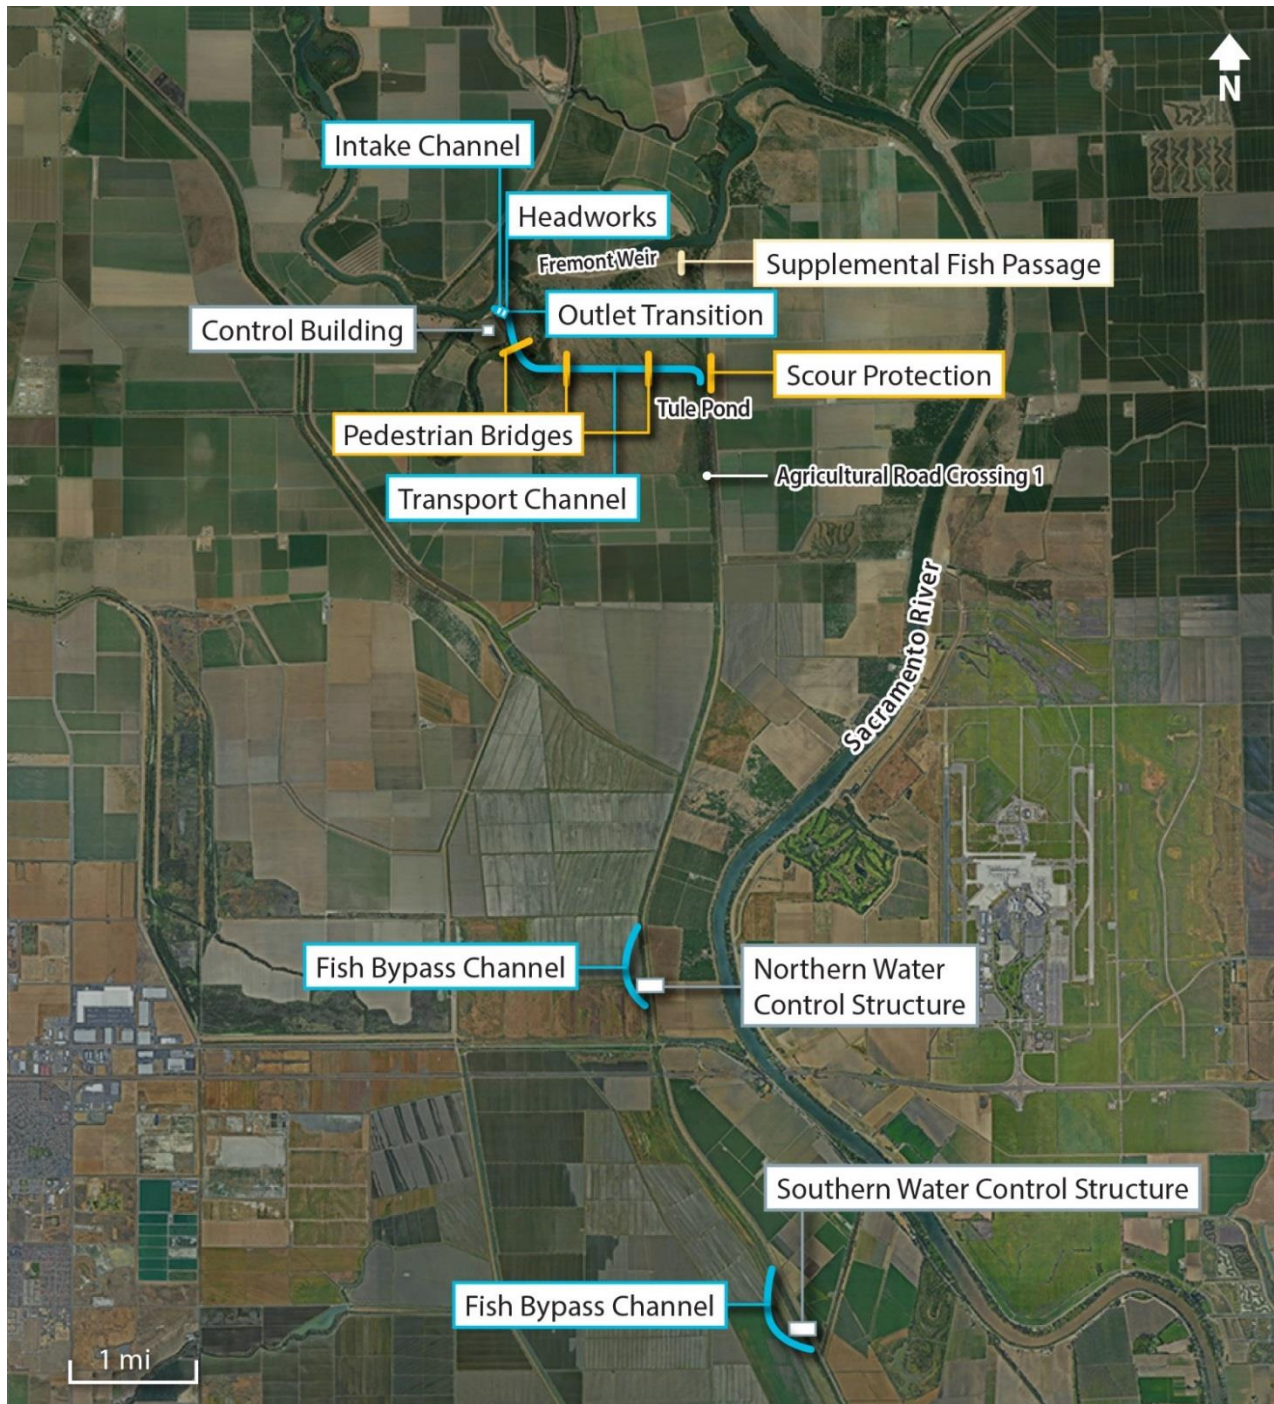 N
Intake Channel
Headworks
Fremont Weir
Supplemental Fish Passage
Outlet Transition
Control Building
Scour Protection
Tule Pond
Pedestrian Bridges
Agricultural Road Crossing 1
Transport Channel
Sacramento River
Fish Bypass Channel
Northern Water
Control Structure
Southern Water Control Structure
Fish Bypass Channel
1 mi